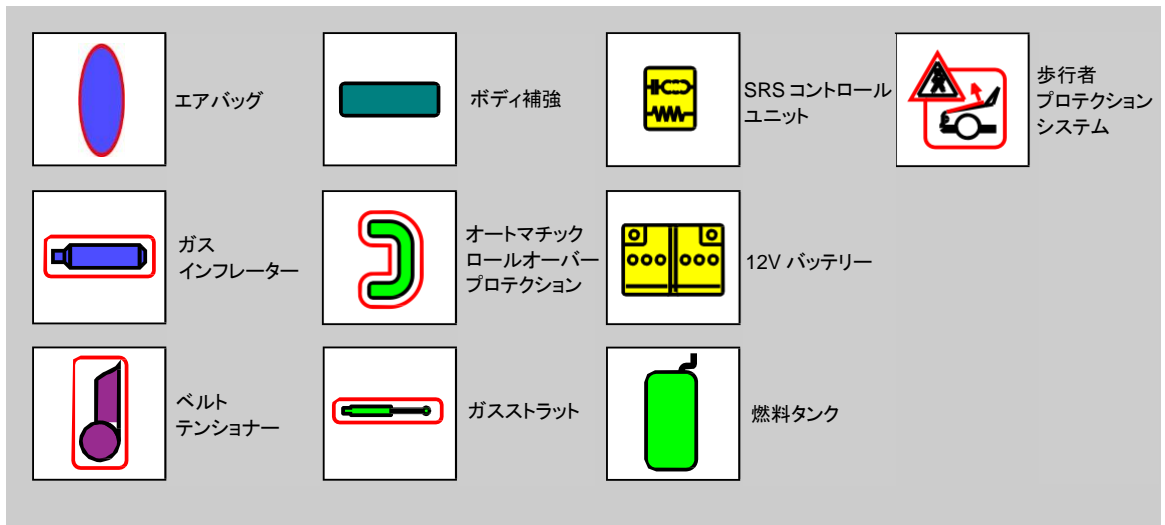 エアバッグ
ボディ補強
SRS コントロール
ユニット
歩行者
プロテクション
システム
ガス
インフレーター
オートマチック
ロールオーバー
プロテクション
12V バッテリー
ベルト
テンショナー
ガスストラット
燃料タンク